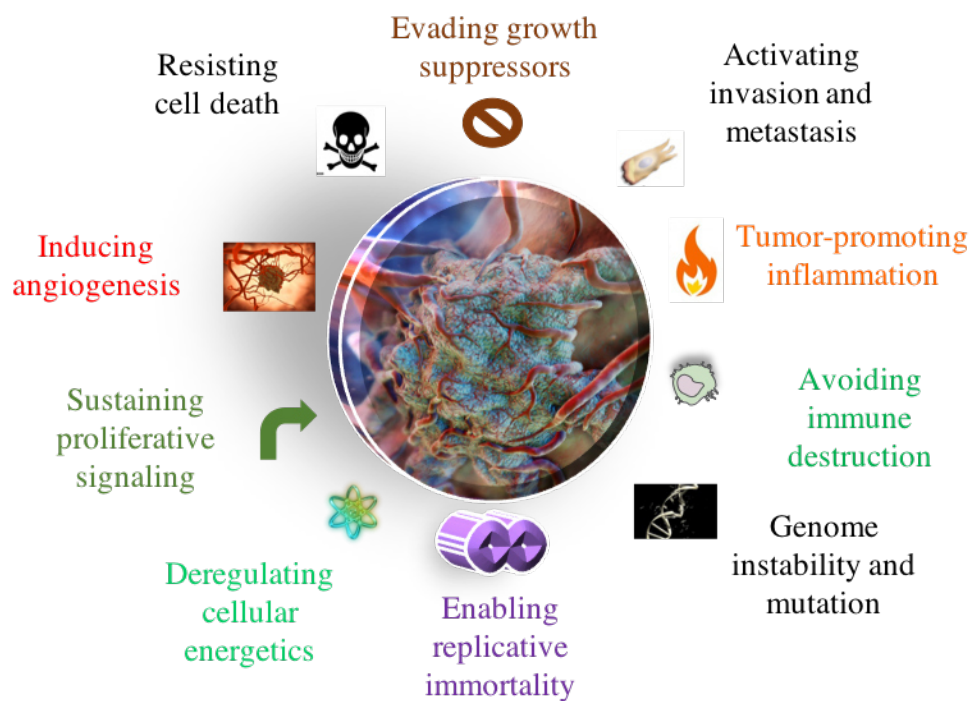 Evading growth
suppressors
Activating
invasion and
metastasis
Tumor-promoting
inflammation
Avoiding
immune
destruction
Genome
instability and
mutation
Enabling
replicative
immortality
Deregulating
cellular
energetics
Sustaining
proliferative
signaling
Inducing
angiogenesis
Resisting
cell death